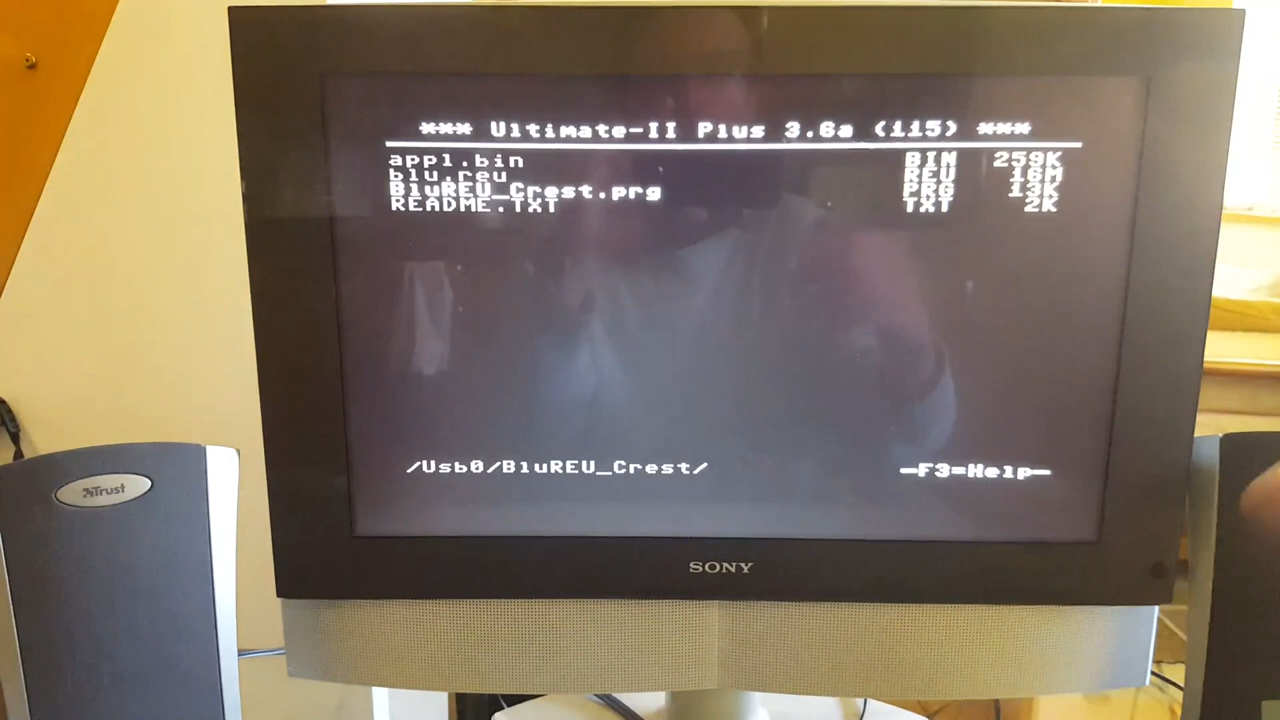 *** Ultimate-II Plus 3.6a (115) ***
appl.bin BIN 259K
blu.reu REU 16M
BluREU_Crest.prg PRG 13K
README.TXT TXT 2K
/Usb0/BluREU_Crest/ F3=Help
SONY
Trust